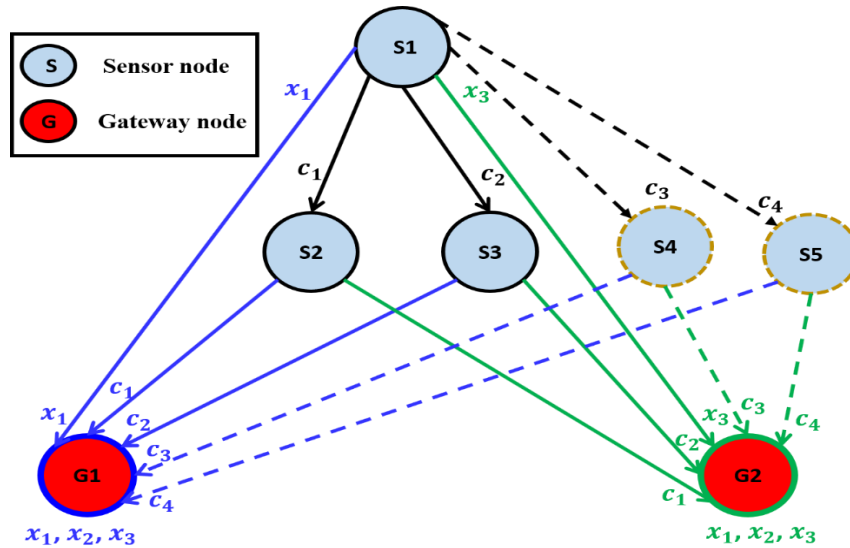 S Sensor node
G Gateway node
S1
x₁
x₃
c₁
c₂
c₃
c₄
S2
S3
S4
S5
c₁
x₁
c₂
c₃
c₄
x₃
c₃
c₄
c₂
c₁
G1
G2
x₁, x₂, x₃
x₁, x₂, x₃